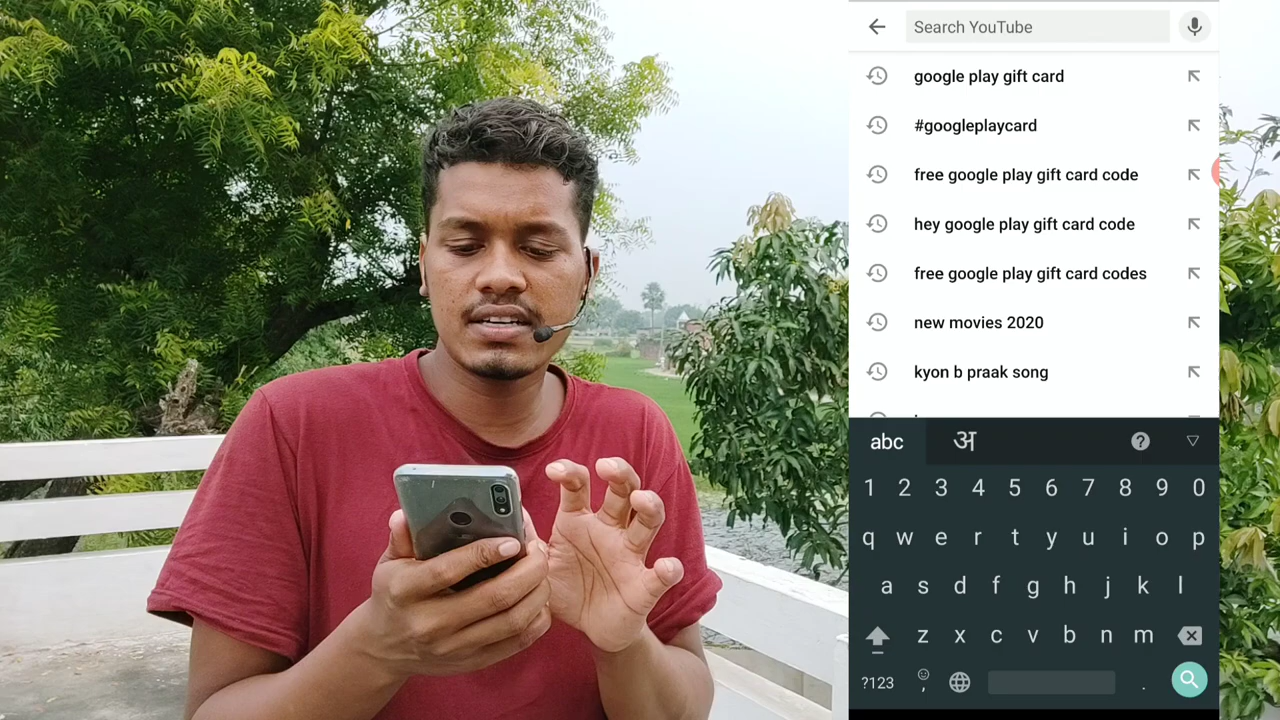 Search YouTube
google play gift card
#googleplaycard
free google play gift card code
hey google play gift card code
free google play gift card codes
new movies 2020
kyon b praak song
abc अ ?
1 2 3 4 5 6 7 8 9 0
q w e r t y u i o p
a s d f g h j k l
z x c v b n m
?123 , .